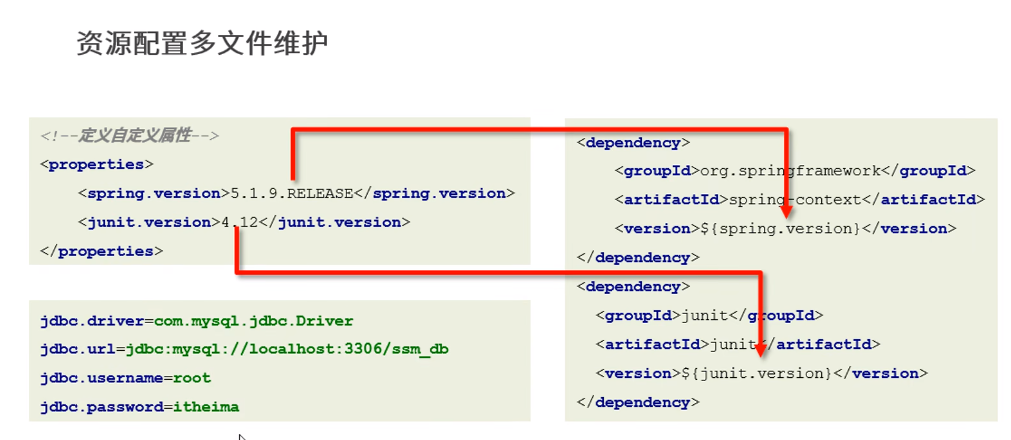 资源配置多文件维护
<!--定义自定义属性-->
<properties>
<spring.version>5.1.9.RELEASE</spring.version>
<junit.version>4.12</junit.version>
</properties>
jdbc.driver=com.mysql.jdbc.Driver
jdbc.url=jdbc:mysql://localhost:3306/ssm_db
jdbc.username=root
jdbc.password=itheima
<dependency>
<groupId>org.springframework</groupId>
<artifactId>spring-context</artifactId>
<version>${spring.version}</version>
</dependency>
<dependency>
<groupId>junit</groupId>
<artifactId>junit</artifactId>
<version>${junit.version}</version>
</dependency>